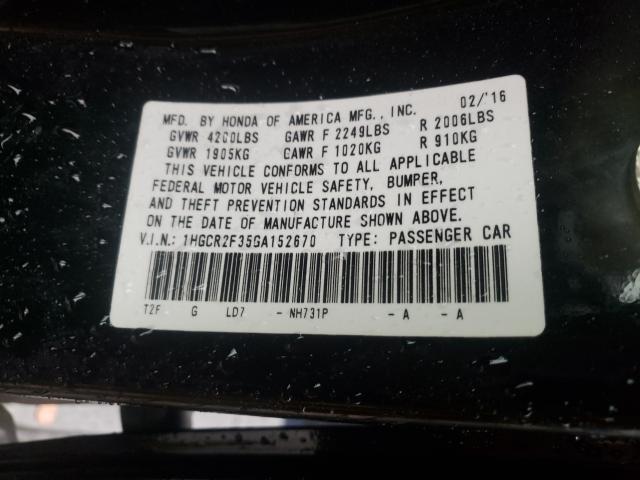 MFD. BY HONDA OF AMERICA MFG., INC. 02/'16
GVWR 4200LBS GAWR F 2249LBS R 2006LBS
GVWR 1905KG GAWR F 1020KG R 910KG
THIS VEHICLE CONFORMS TO ALL APPLICABLE
FEDERAL MOTOR VEHICLE SAFETY, BUMPER,
AND THEFT PREVENTION STANDARDS IN EFFECT
ON THE DATE OF MANUFACTURE SHOWN ABOVE.
V.I.N.: 1HGCR2F35GA152670 TYPE: PASSENGER CAR
T2F G LD7 - NH731P - A - A